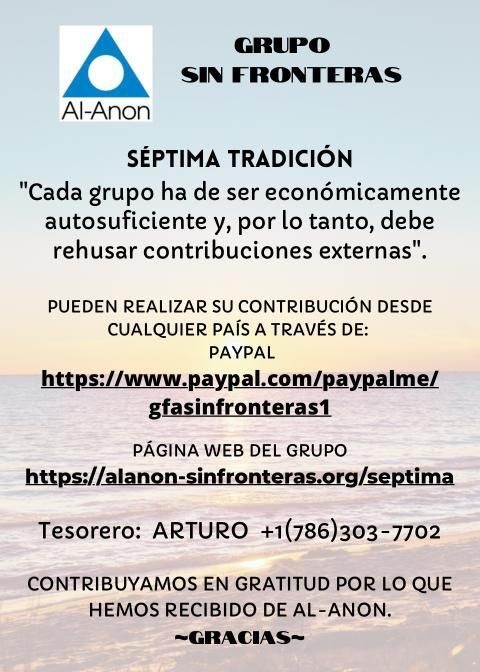 Al-Anon
GRUPO
SIN FRONTERAS
SÉPTIMA TRADICIÓN
"Cada grupo ha de ser económicamente
autosuficiente y, por lo tanto, debe
rehusar contribuciones externas".
PUEDEN REALIZAR SU CONTRIBUCIÓN DESDE
CUALQUIER PAÍS A TRAVÉS DE:
PAYPAL
https://www.paypal.com/paypalme/
gfasinfronteras1
PÁGINA WEB DEL GRUPO
https://alanon-sinfronteras.org/septima
Tesorero: ARTURO +1(786)303-7702
CONTRIBUYAMOS EN GRATITUD POR LO QUE
HEMOS RECIBIDO DE AL-ANON.
~GRACIAS~